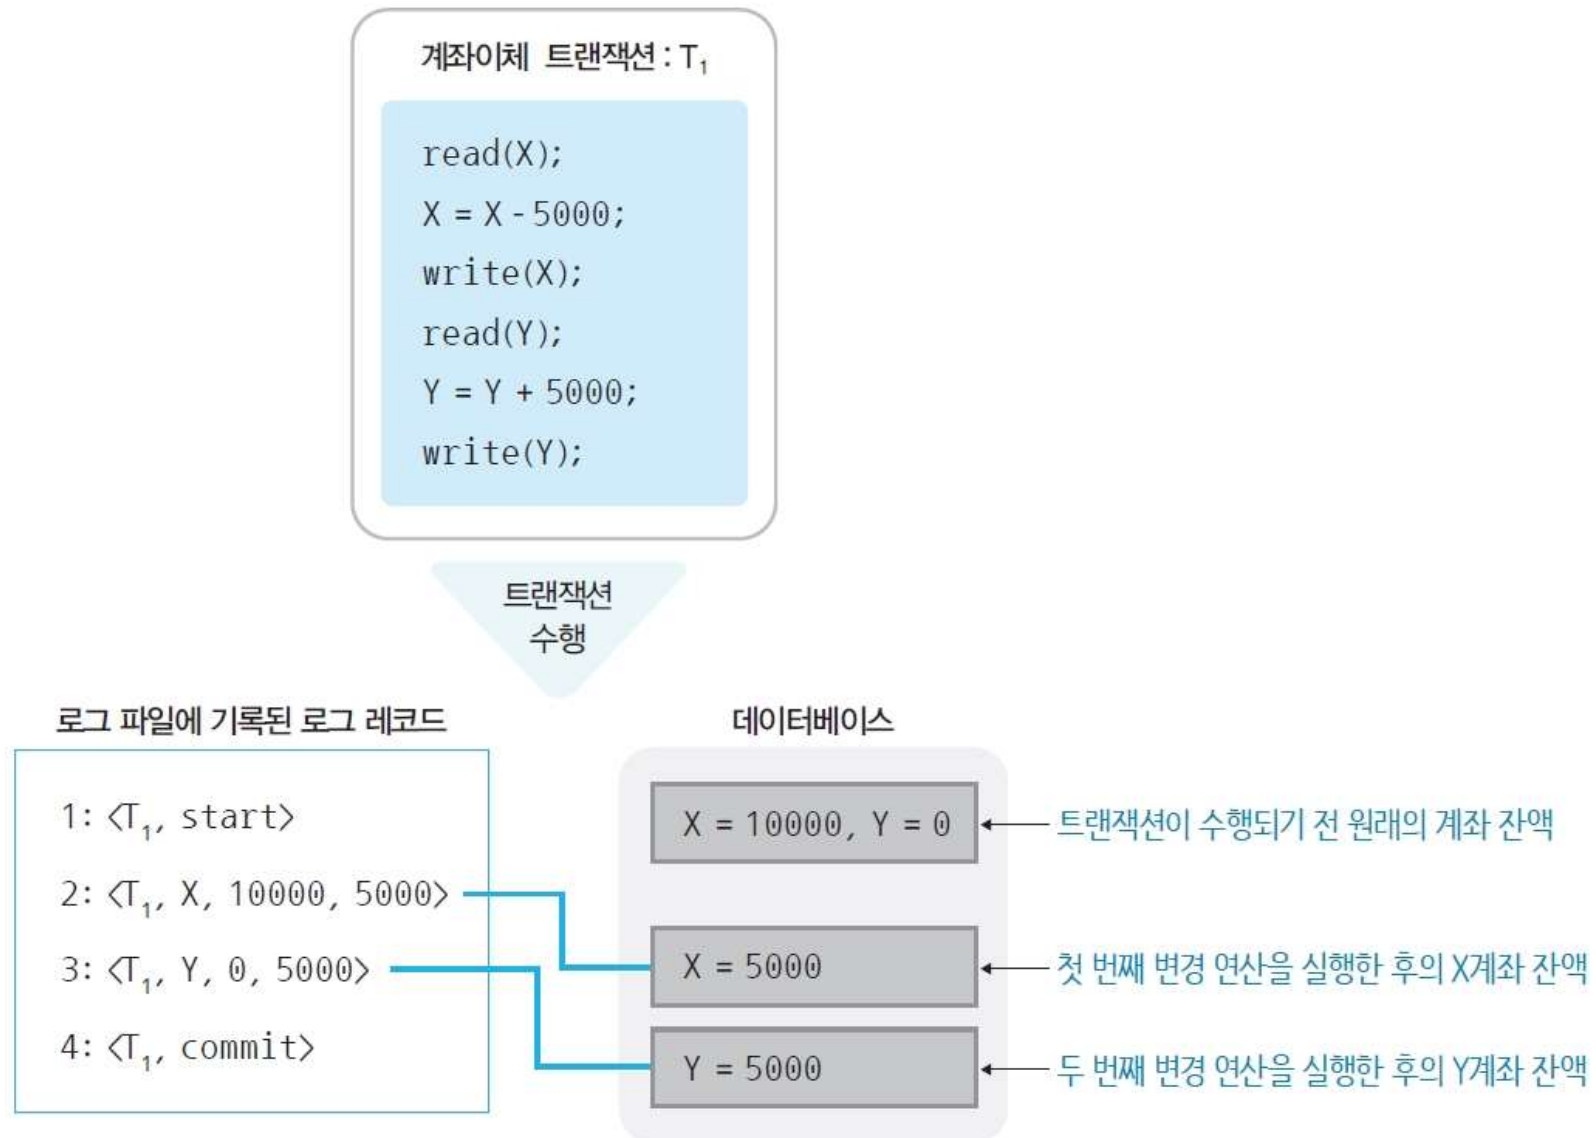 계좌이체 트랜잭션 : T₁
read(X);
X = X - 5000;
write(X);
read(Y);
Y = Y + 5000;
write(Y);
트랜잭션
수행
로그 파일에 기록된 로그 레코드
1: <T₁, start>
2: <T₁, X, 10000, 5000>
3: <T₁, Y, 0, 5000>
4: <T₁, commit>
데이터베이스
X = 10000, Y = 0
트랜잭션이 수행되기 전 원래의 계좌 잔액
X = 5000
첫 번째 변경 연산을 실행한 후의 X계좌 잔액
Y = 5000
두 번째 변경 연산을 실행한 후의 Y계좌 잔액